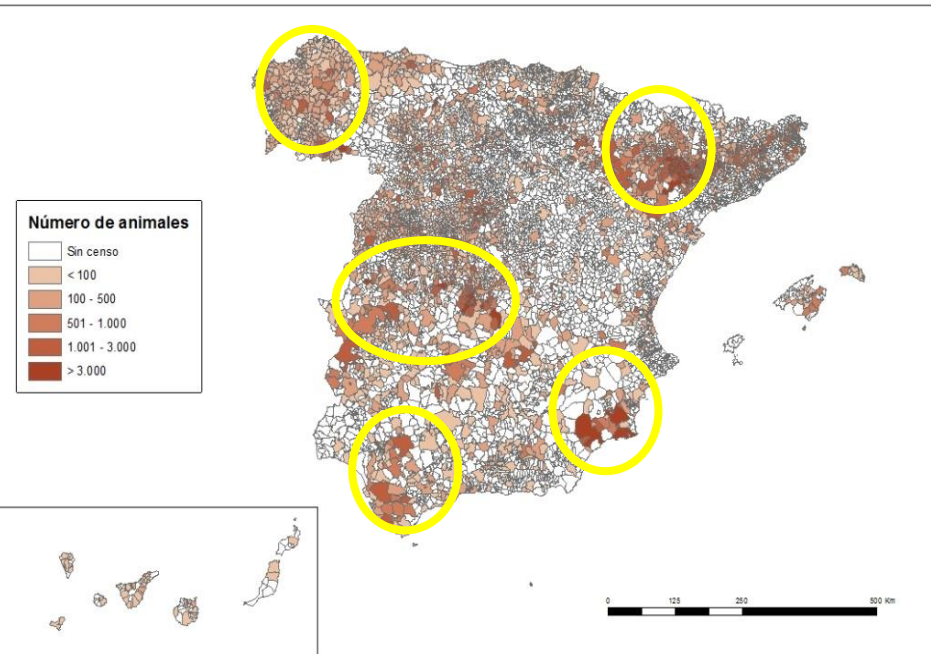 Número de animales
Sin censo
< 100
100 - 500
501 - 1.000
1.001 - 3.000
> 3.000
0 125 250 500 Km